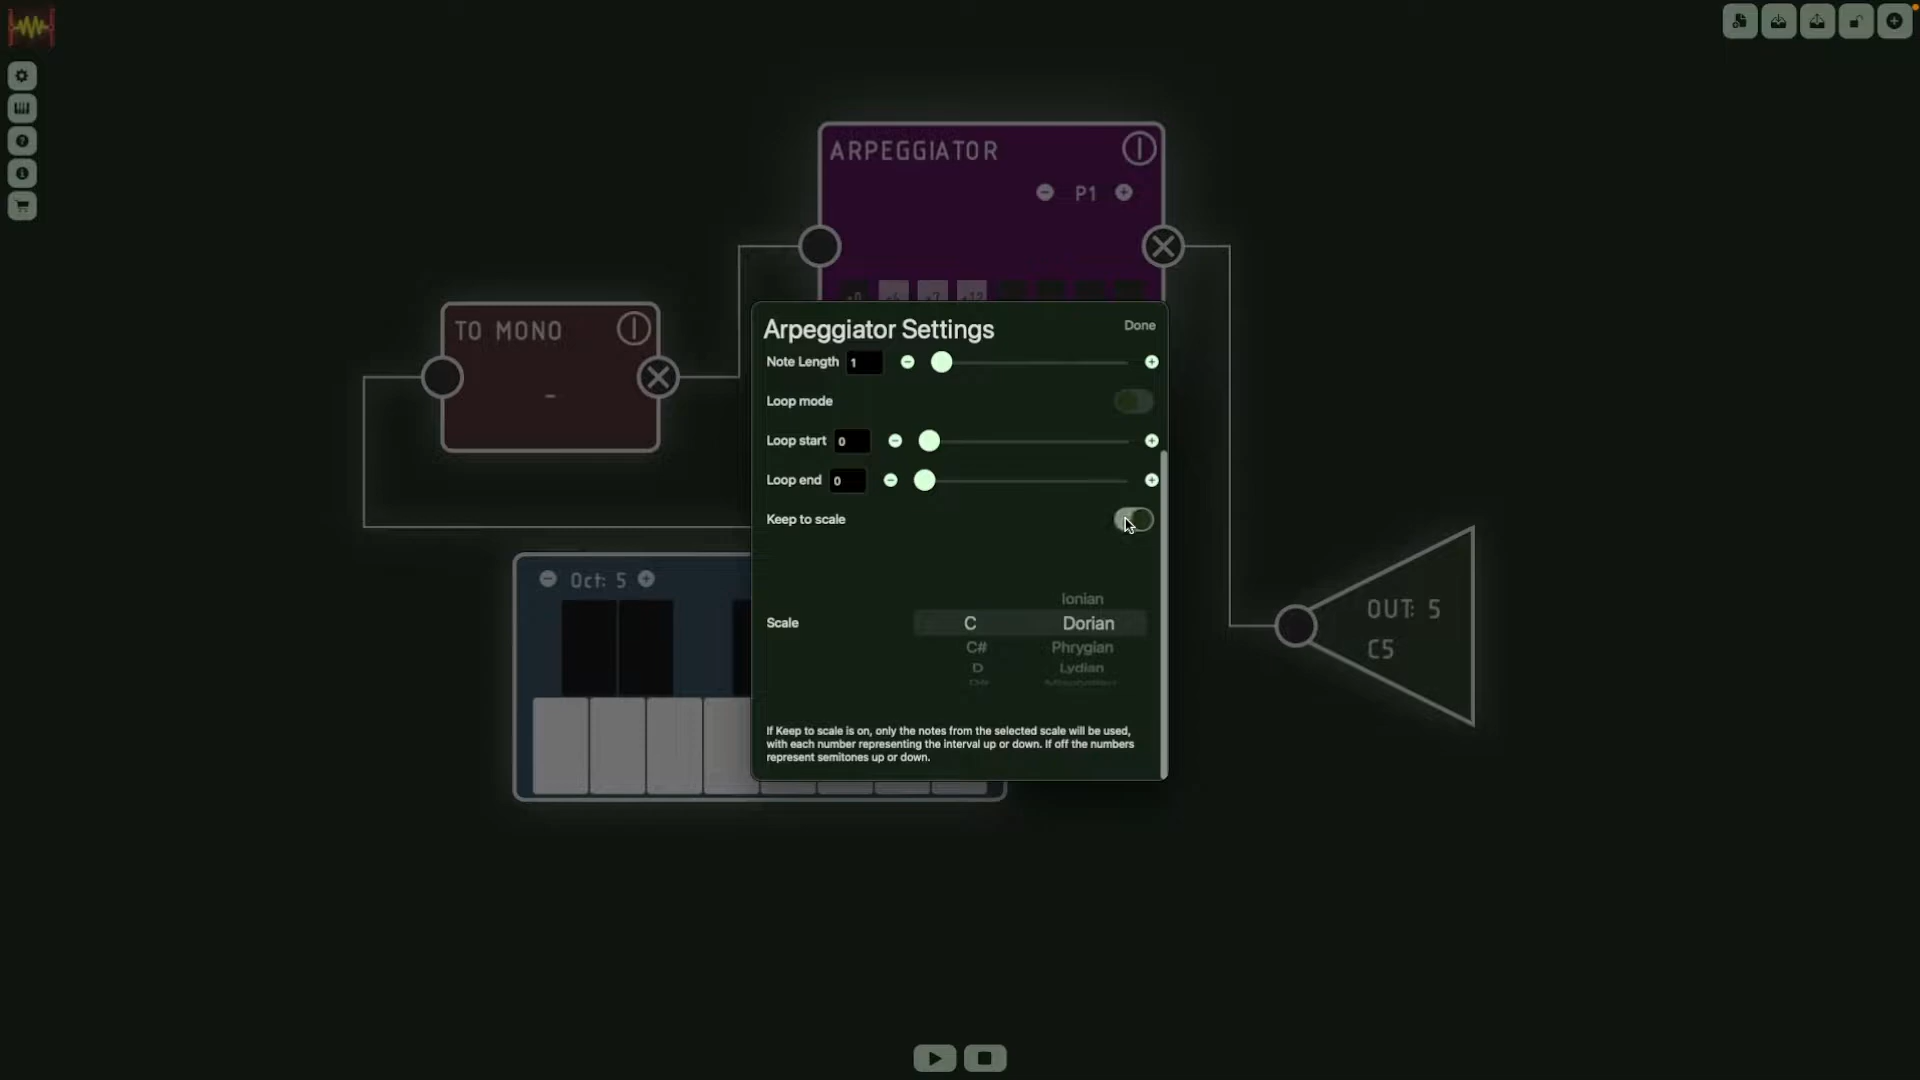 ARPEGGIATOR
P1
TO MONO
-
Arpeggiator Settings
Done
Note Length 1
Loop mode
Loop start 0
Loop end 0
Keep to scale
Oct: 5
Ionian
Scale C Dorian
C# Phrygian
D Lydian
D#
OUT: 5
C5
If Keep to scale is on, only the notes from the selected scale will be used,
with each number representing the interval up or down. If off the numbers
represent semitones up or down.